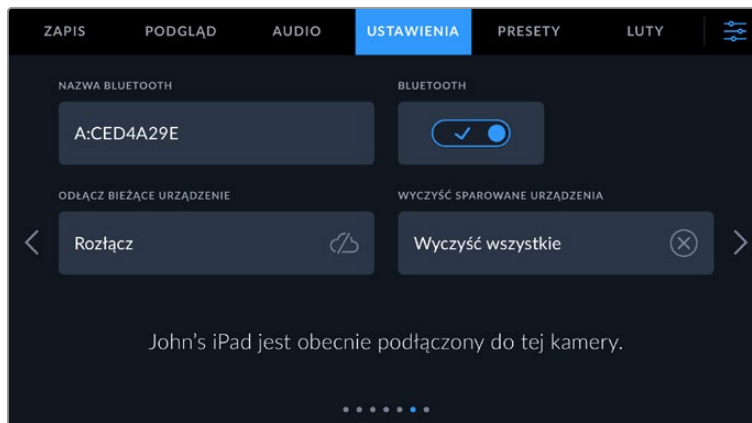 ZAPIS PODGLĄD AUDIO USTAWIENIA PRESETY LUTY
NAZWA BLUETOOTH BLUETOOTH
A:CED4A29E
ODŁĄCZ BIEŻĄCE URZĄDZENIE WYCZYŚĆ SPAROWANE URZĄDZENIA
Rozłącz Wyczyść wszystkie
John’s iPad jest obecnie podłączony do tej kamery.